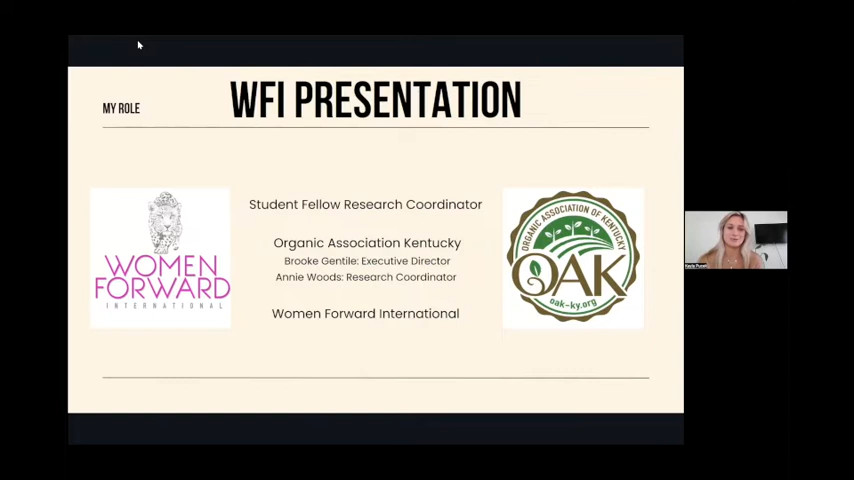 MY ROLE
WFI PRESENTATION
WOMEN
FORWARD
INTERNATIONAL
Student Fellow Research Coordinator
Organic Association Kentucky
Brooke Gentile: Executive Director
Annie Woods: Research Coordinator
Women Forward International
ORGANIC ASSOCIATION OF KENTUCKY
OAK
oak-ky.org